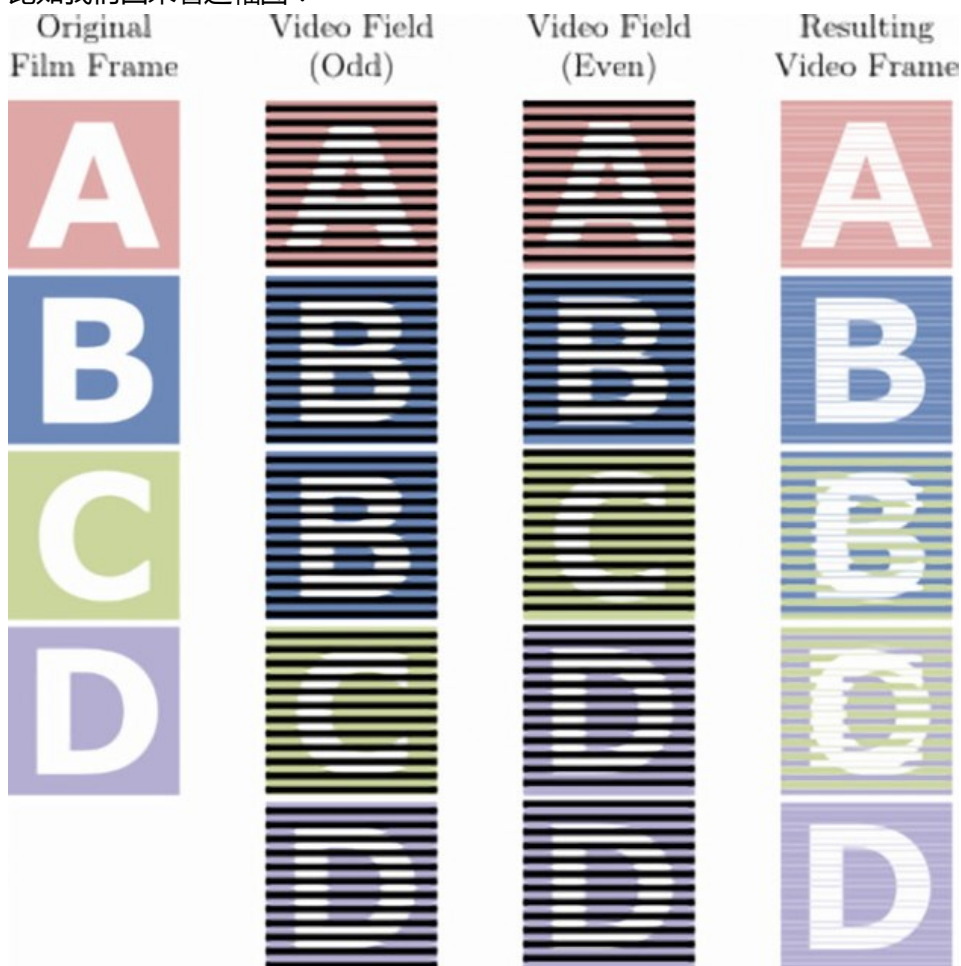 Original Film Frame
Video Field (Odd)
Video Field (Even)
Resulting Video Frame
A A A A
B B B B
C B C
D C D
D D D